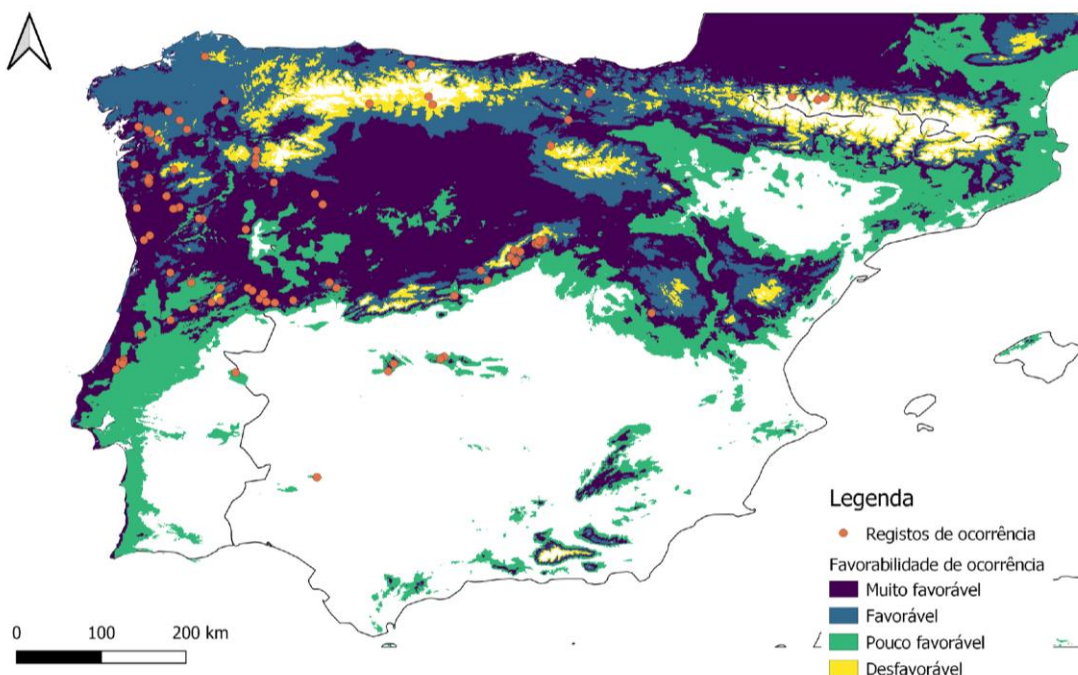 Legenda
Registos de ocorrência
Favorabilidade de ocorrência
Muito favorável
Favorável
Pouco favorável
Desfavorável
0 100 200 km